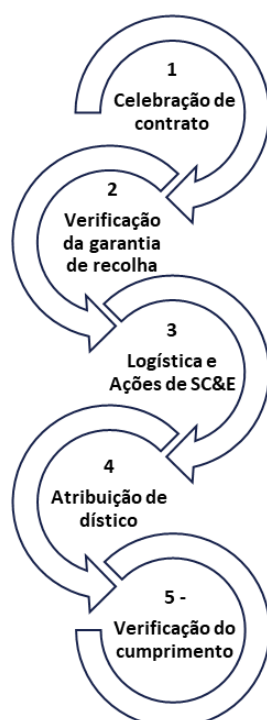 1
Celebração de
contrato
2
Verificação
da garantia
de recolha
3
Logística e
Ações de SC&E
4
Atribuição de
dístico
5 -
Verificação do
cumprimento